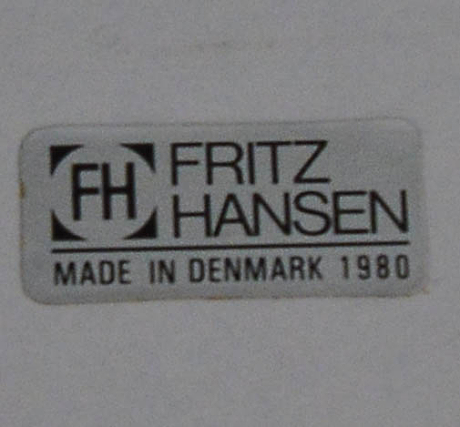 FH
FRITZ
HANSEN
MADE IN DENMARK 1980